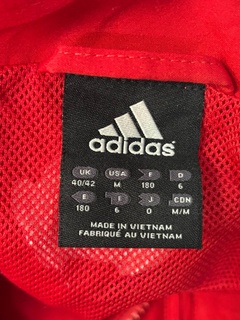 adidas
UK USA F D
40/42 M 180 6
E I J CDN
180 6 O M/M
MADE IN VIETNAM
FABRIQUÉ AU VIETNAM